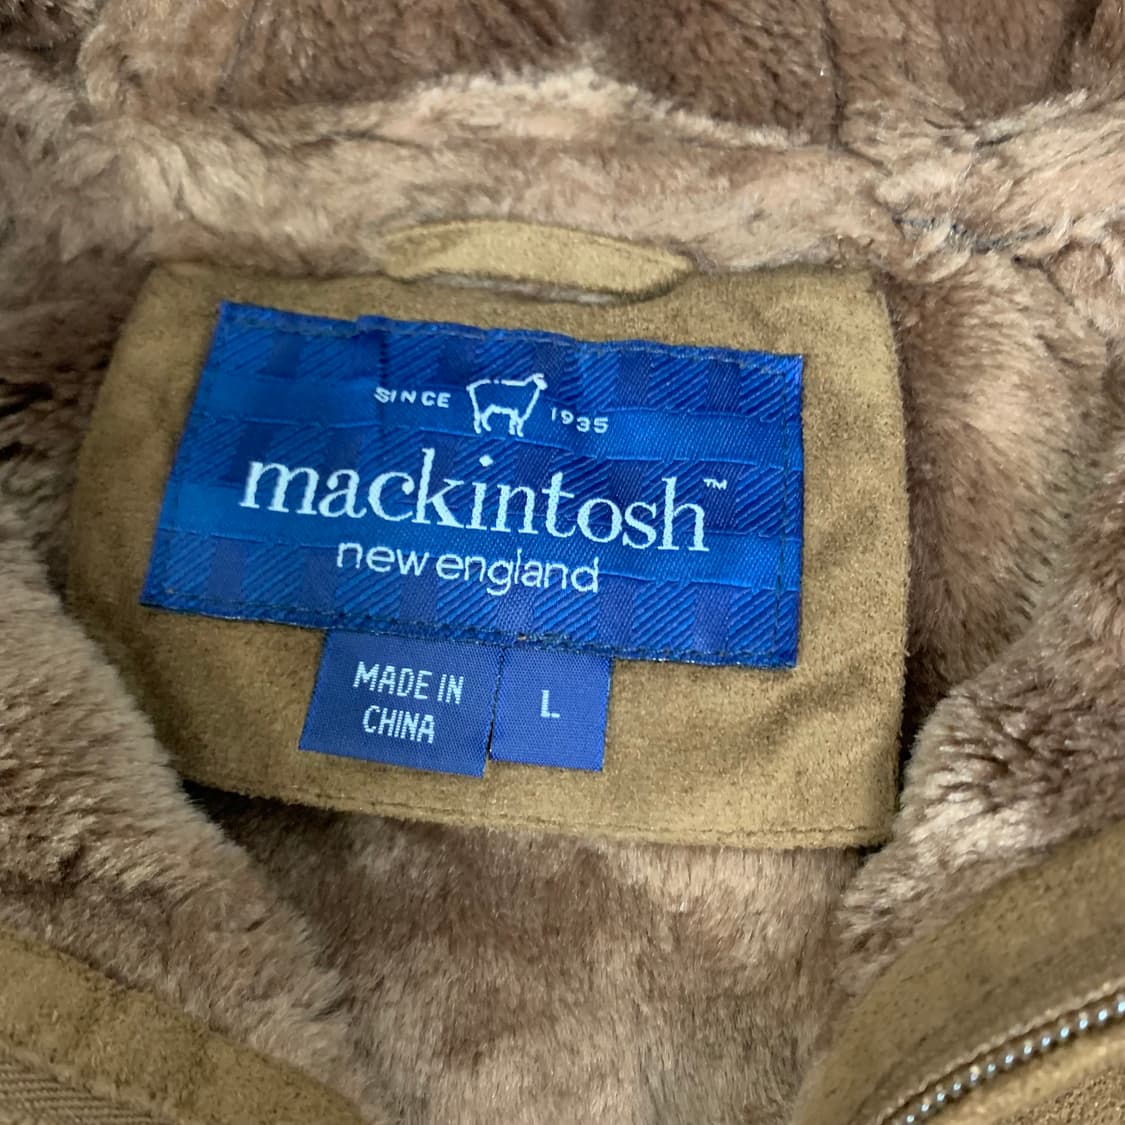 SINCE 1935
mackintosh™
new england
MADE IN
CHINA
L